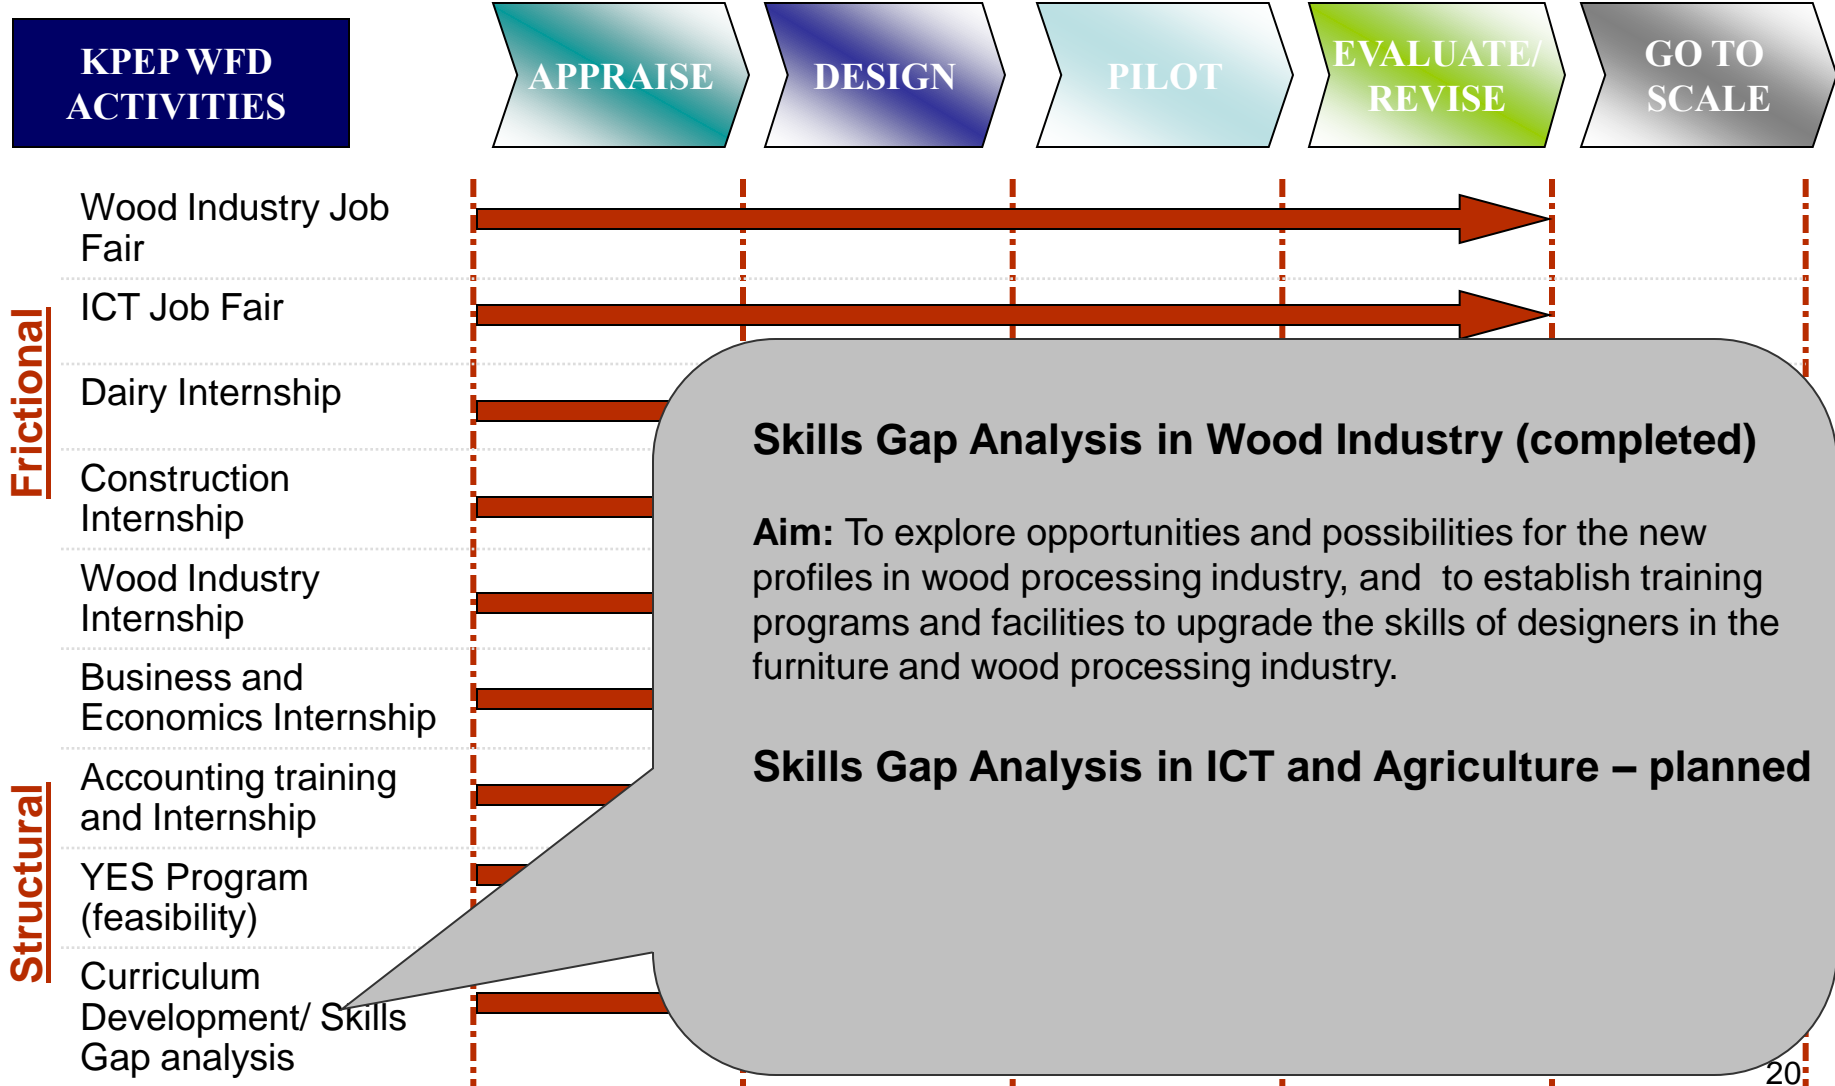 KPEP WFD
ACTIVITIES
APPRAISE
DESIGN
PILOT
EVALUATE/
REVISE
GO TO
SCALE
Frictional
Wood Industry Job
Fair
ICT Job Fair
Dairy Internship
Construction
Internship
Wood Industry
Internship
Business and
Economics Internship
Structural
Accounting training
and Internship
YES Program
(feasibility)
Curriculum
Development/ Skills
Gap analysis
Skills Gap Analysis in Wood Industry (completed)
Aim: To explore opportunities and possibilities for the new
profiles in wood processing industry, and  to establish training
programs and facilities to upgrade the skills of designers in the
furniture and wood processing industry.
Skills Gap Analysis in ICT and Agriculture – planned
20